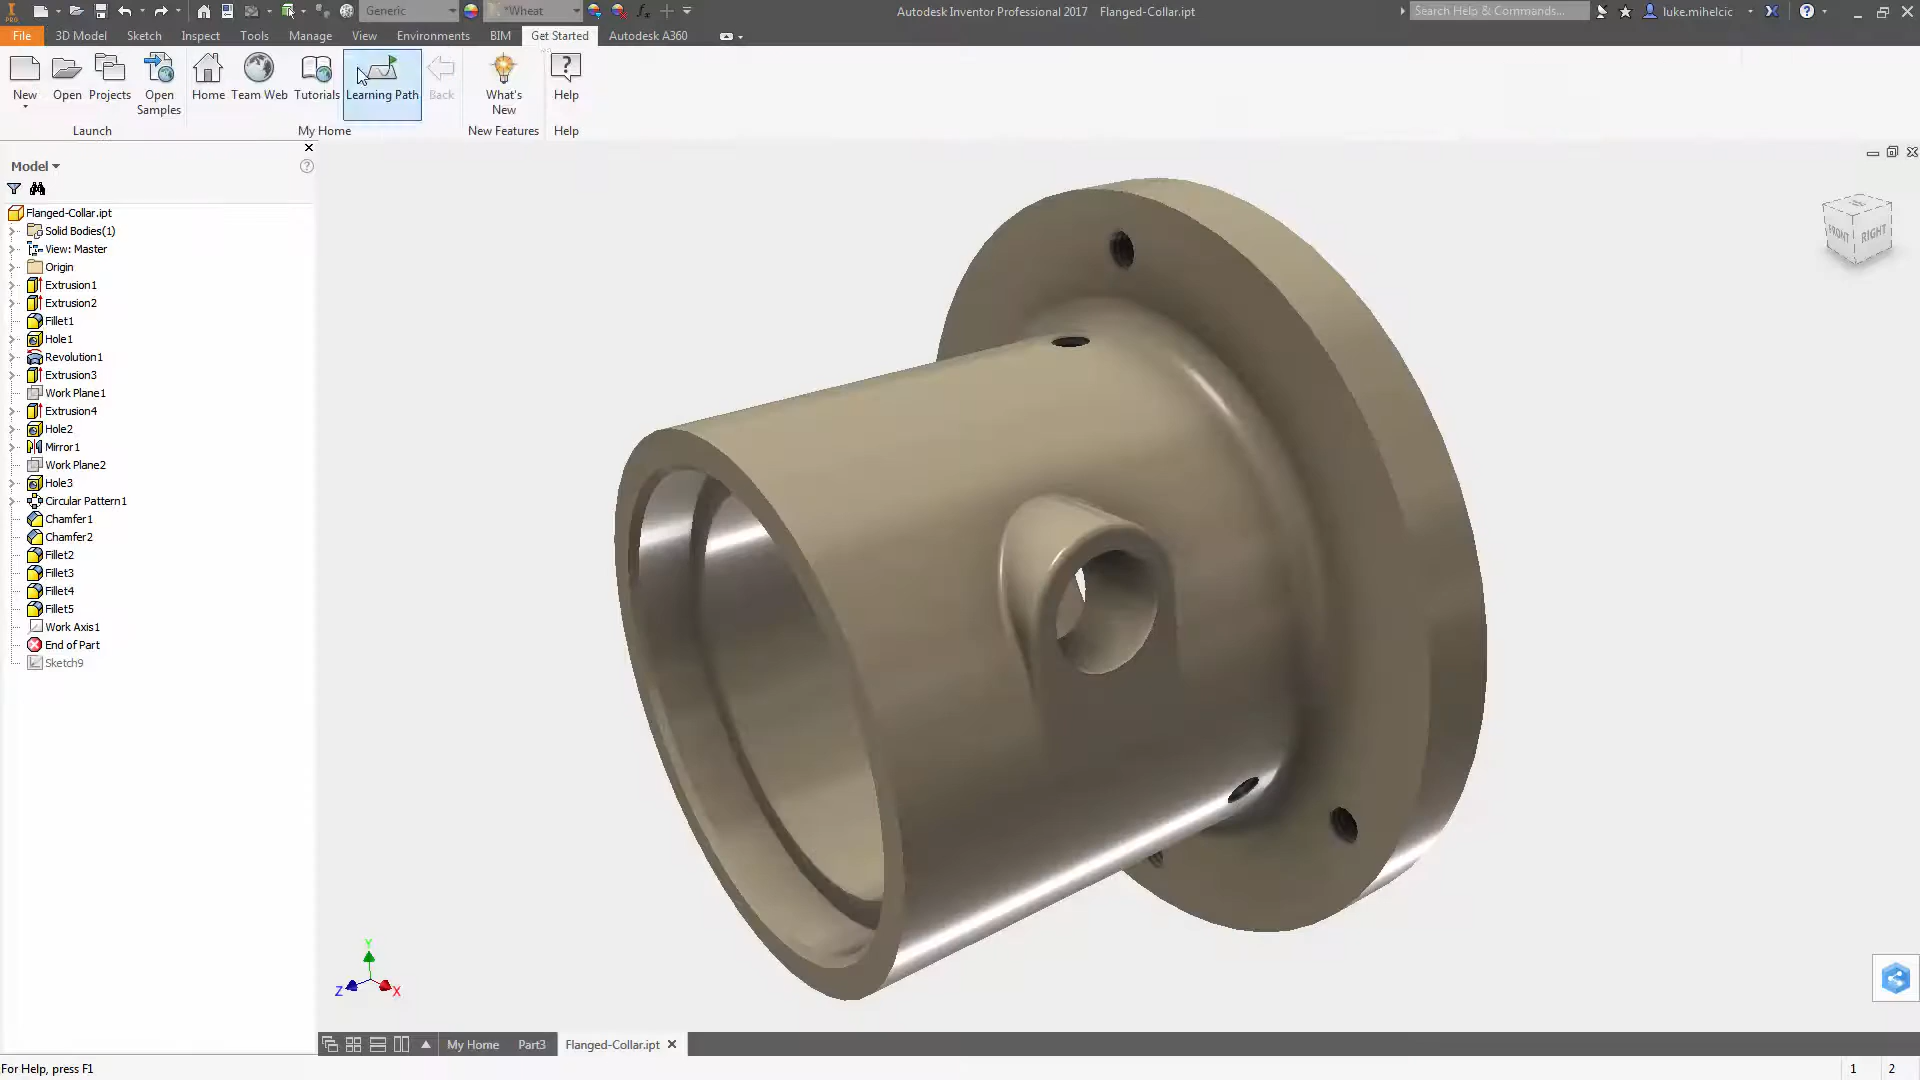 Generic
*Wheat
Autodesk Inventor Professional 2017 Flanged-Collar.ipt
Search Help & Commands...
luke.mihelcic
File 3D Model Sketch Inspect Tools Manage View Environments BIM Get Started Autodesk A360
New Open Projects Open Samples Home Team Web Tutorials Learning Path Back What's New Help
Launch My Home New Features Help
Model
Flanged-Collar.ipt
Solid Bodies(1)
View: Master
Origin
Extrusion1
Extrusion2
Fillet1
Hole1
Revolution1
Extrusion3
Work Plane1
Extrusion4
Hole2
Mirror1
Work Plane2
Hole3
Circular Pattern1
Chamfer1
Chamfer2
Fillet2
Fillet3
Fillet4
Fillet5
Work Axis1
End of Part
Sketch9
FRONT RIGHT
Y
Z X
My Home Part3 Flanged-Collar.ipt
For Help, press F1
1 2